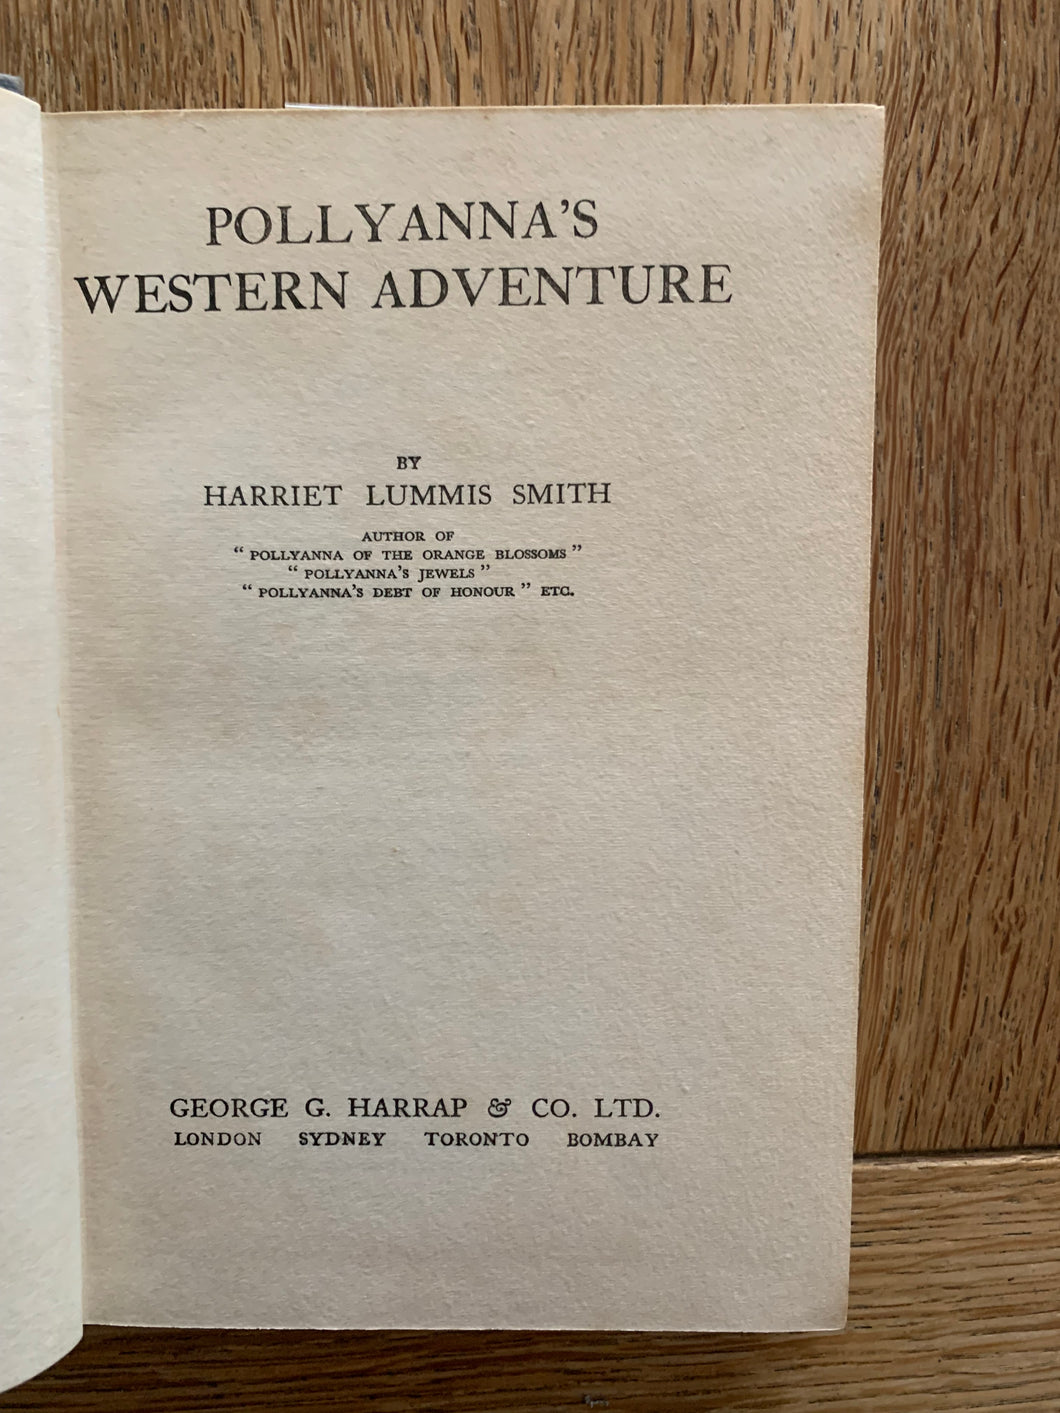 POLLYANNA'S
WESTERN ADVENTURE
BY
HARRIET LUMMIS SMITH
AUTHOR OF
“ POLLYANNA OF THE ORANGE BLOSSOMS ”
“ POLLYANNA'S JEWELS ”
“ POLLYANNA'S DEBT OF HONOUR ” ETC.
GEORGE G. HARRAP & CO. LTD.
LONDON SYDNEY TORONTO BOMBAY